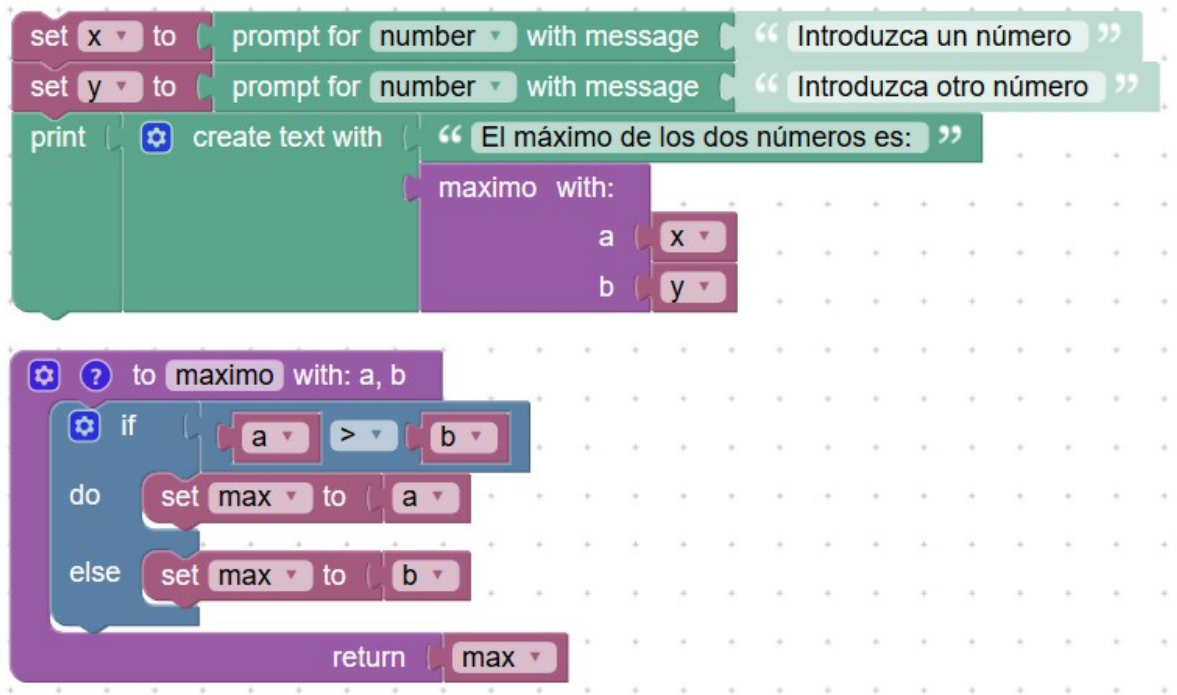 set x to prompt for number with message “ Introduzca un número ”
set y to prompt for number with message “ Introduzca otro número ”
print create text with “ El máximo de los dos números es: ”
maximo with:
a x
b y
? to maximo with: a, b
if a > b
do set max to a
else set max to b
return max